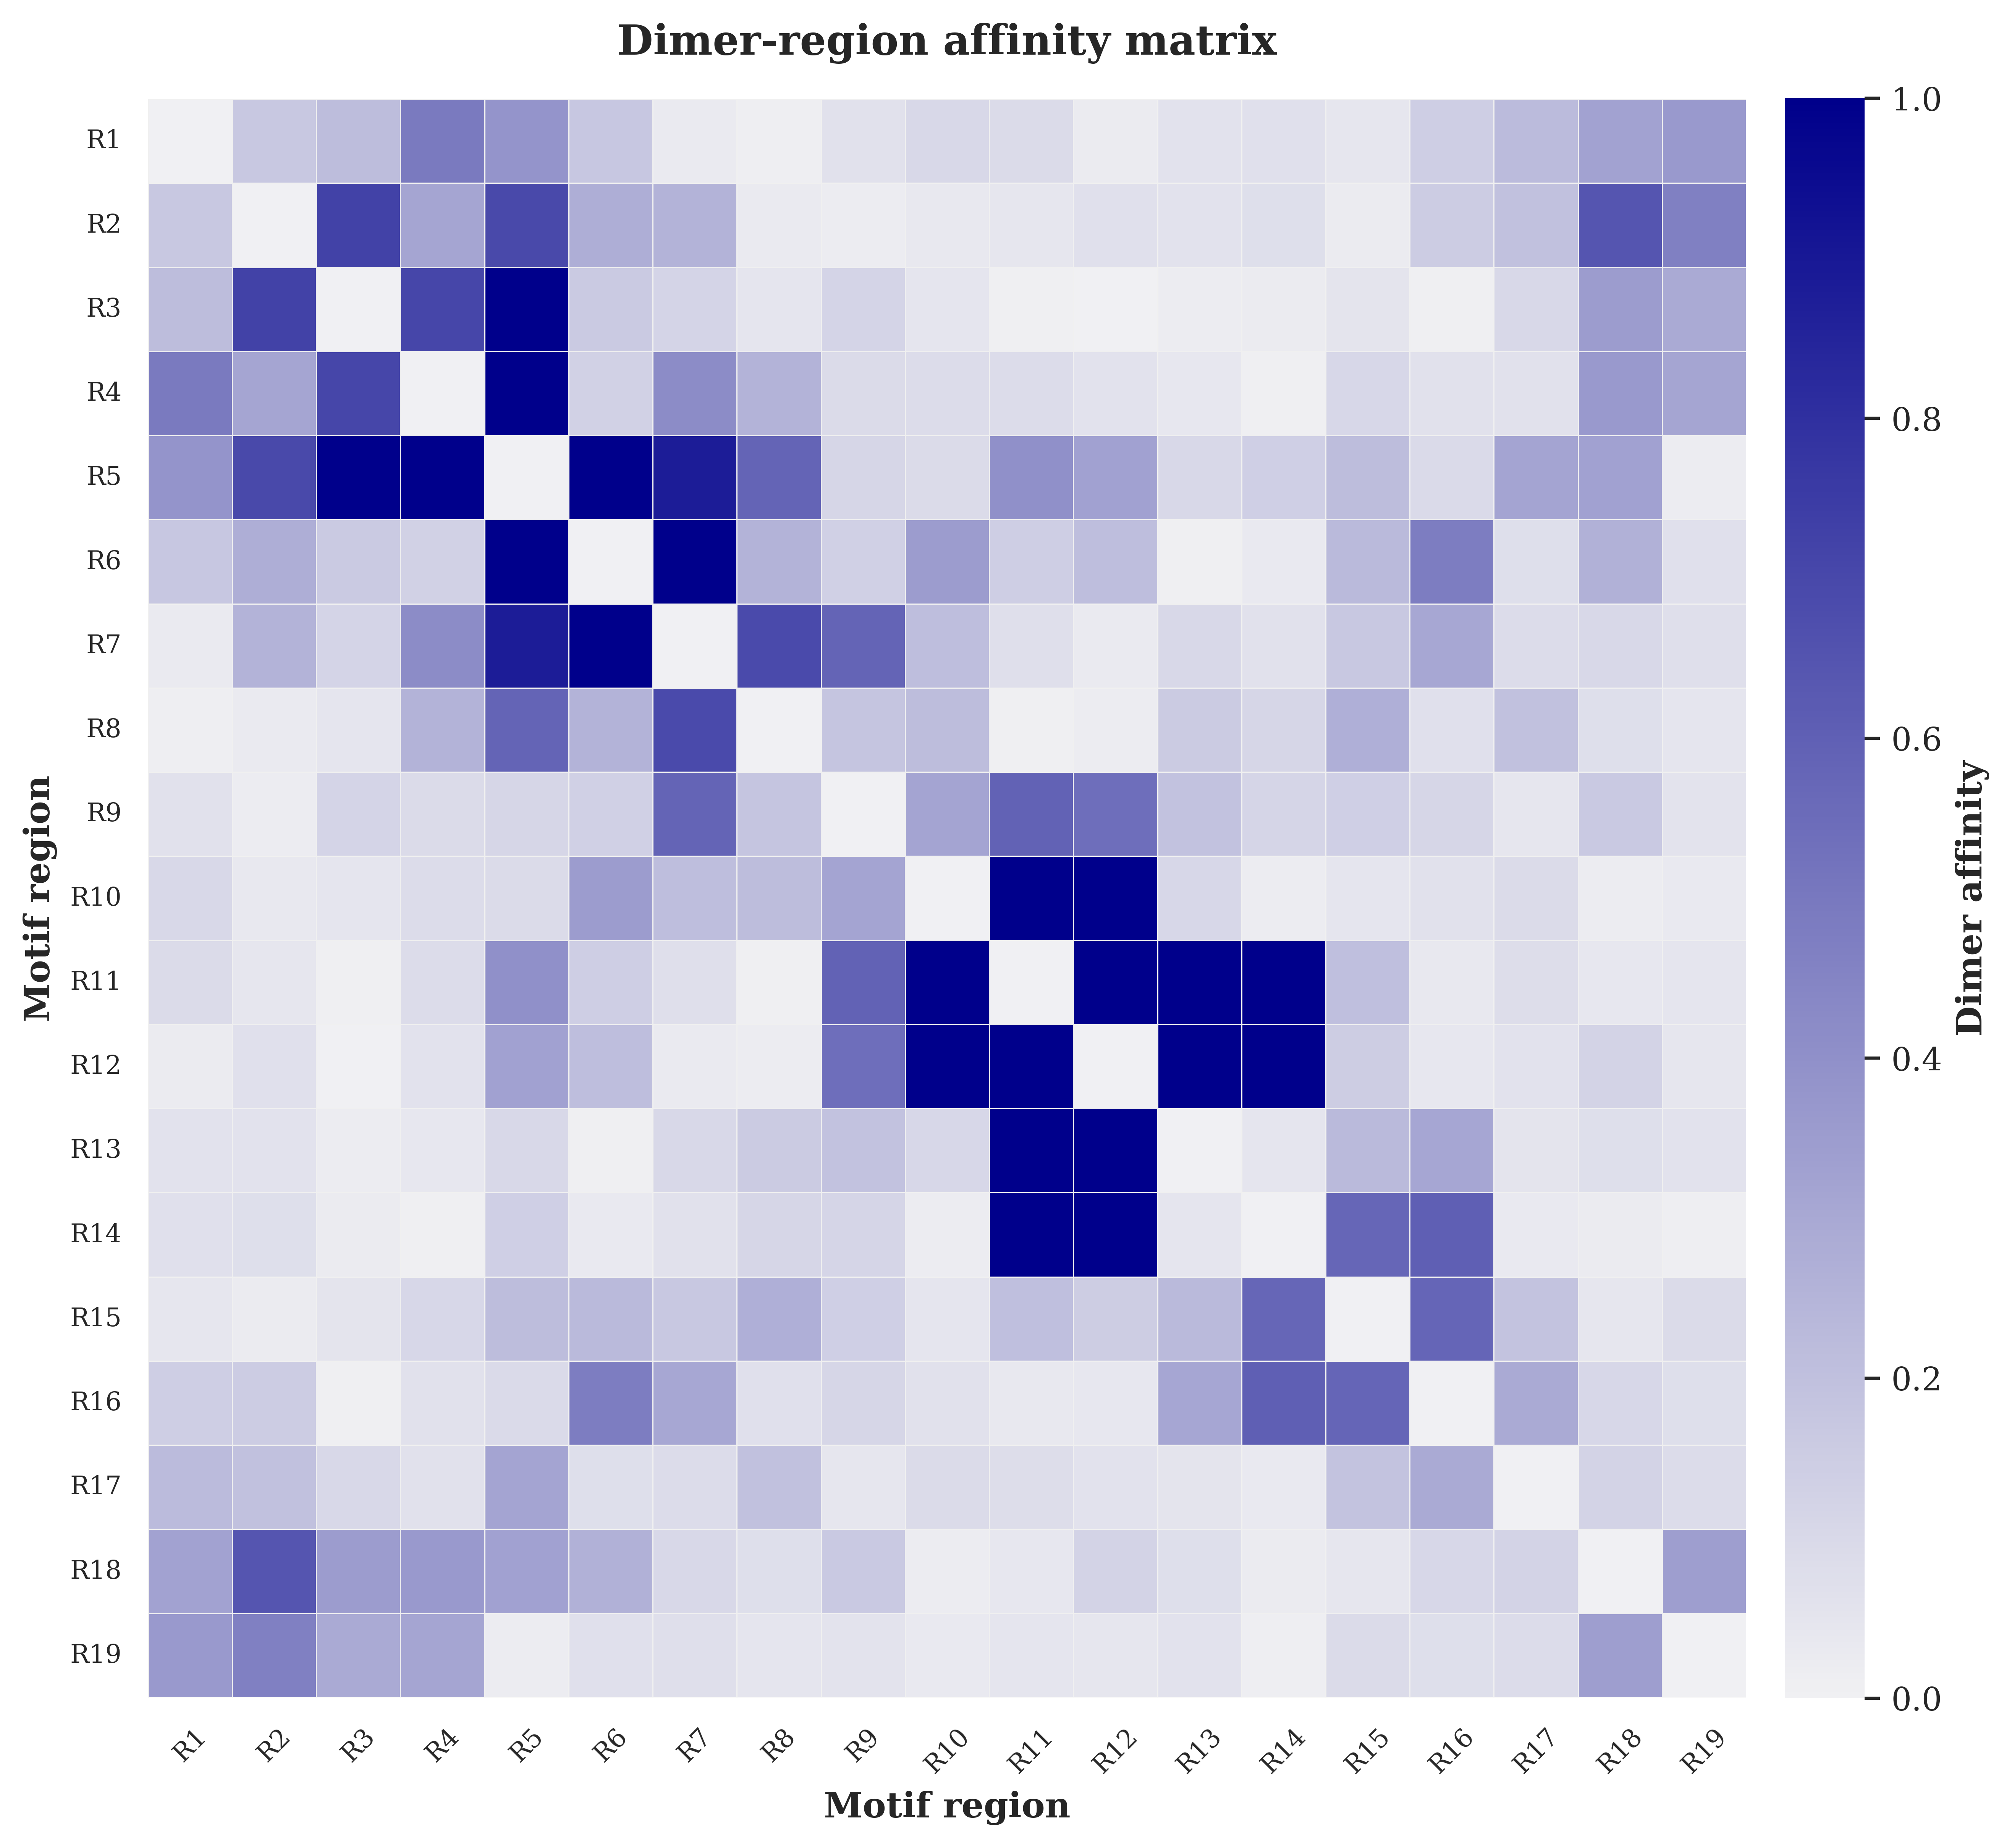 Dimer-region affinity matrix
R1
R2
R3
R4
R5
R6
R7
R8
R9
R10
R11
R12
R13
R14
R15
R16
R17
R18
R19
Motif region
R1 R2 R3 R4 R5 R6 R7 R8 R9 R10 R11 R12 R13 R14 R15 R16 R17 R18 R19
Motif region
1.0
0.8
0.6
0.4
0.2
0.0
Dimer affinity